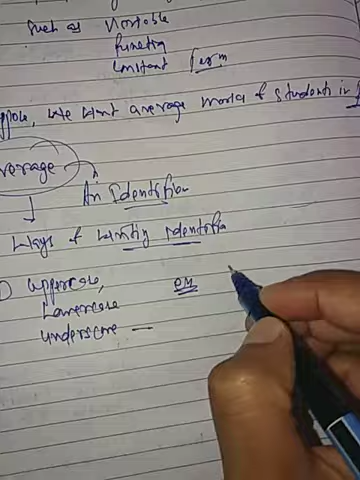 Such as Variable
function
constant term
suppose, we want average marks of students in
average
An Identifier
Ways of writing Identifier
uppercase,
Lowercase
underscore —
ex